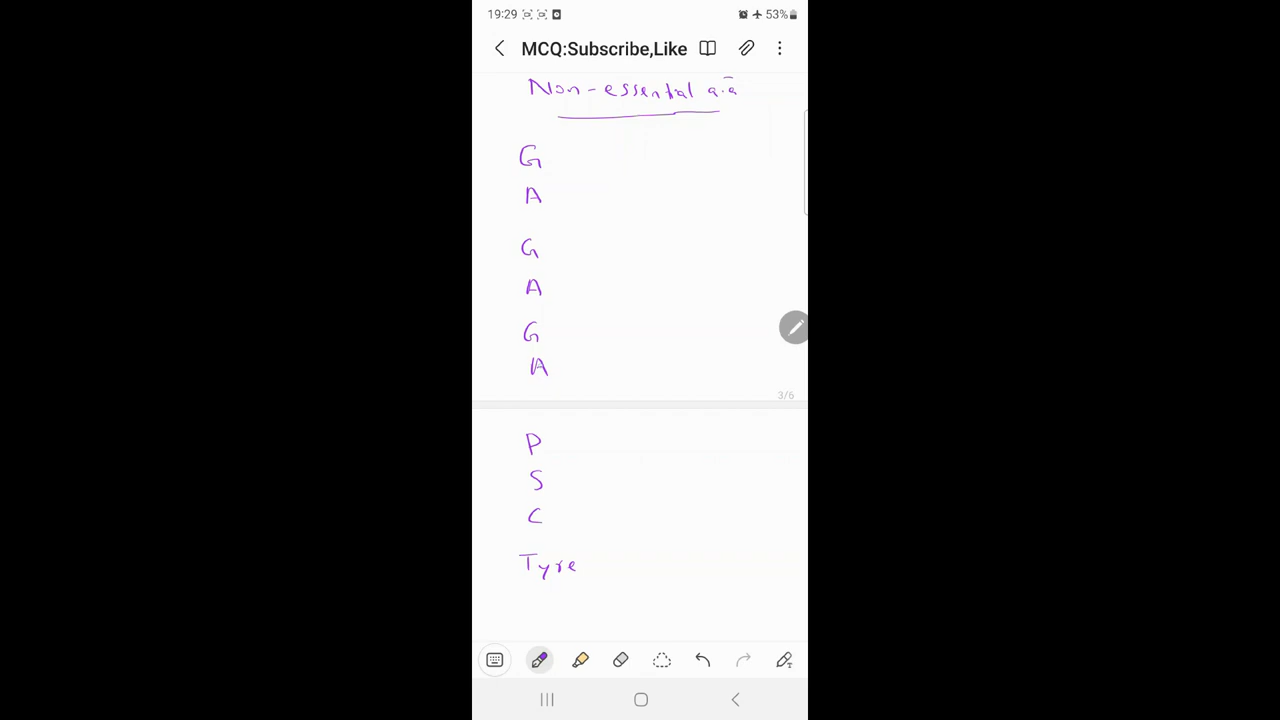 19:29 53%
MCQ:Subscribe,Like
Non-essential a.a
G
A
G
A
G
A
3/6
P
S
C
Tyre